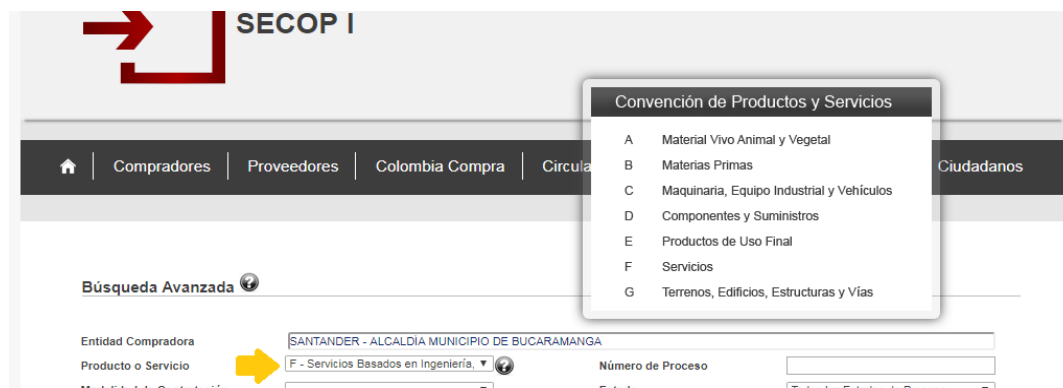 SECOP I
Convención de Productos y Servicios
A Material Vivo Animal y Vegetal
B Materias Primas
C Maquinaria, Equipo Industrial y Vehículos
D Componentes y Suministros
E Productos de Uso Final
F Servicios
G Terrenos, Edificios, Estructuras y Vías
Compradores Proveedores Colombia Compra Circula Ciudadanos
Búsqueda Avanzada ?
Entidad Compradora SANTANDER - ALCALDÍA MUNICIPIO DE BUCARAMANGA
Producto o Servicio F - Servicios Basados en Ingeniería, ? Número de Proceso